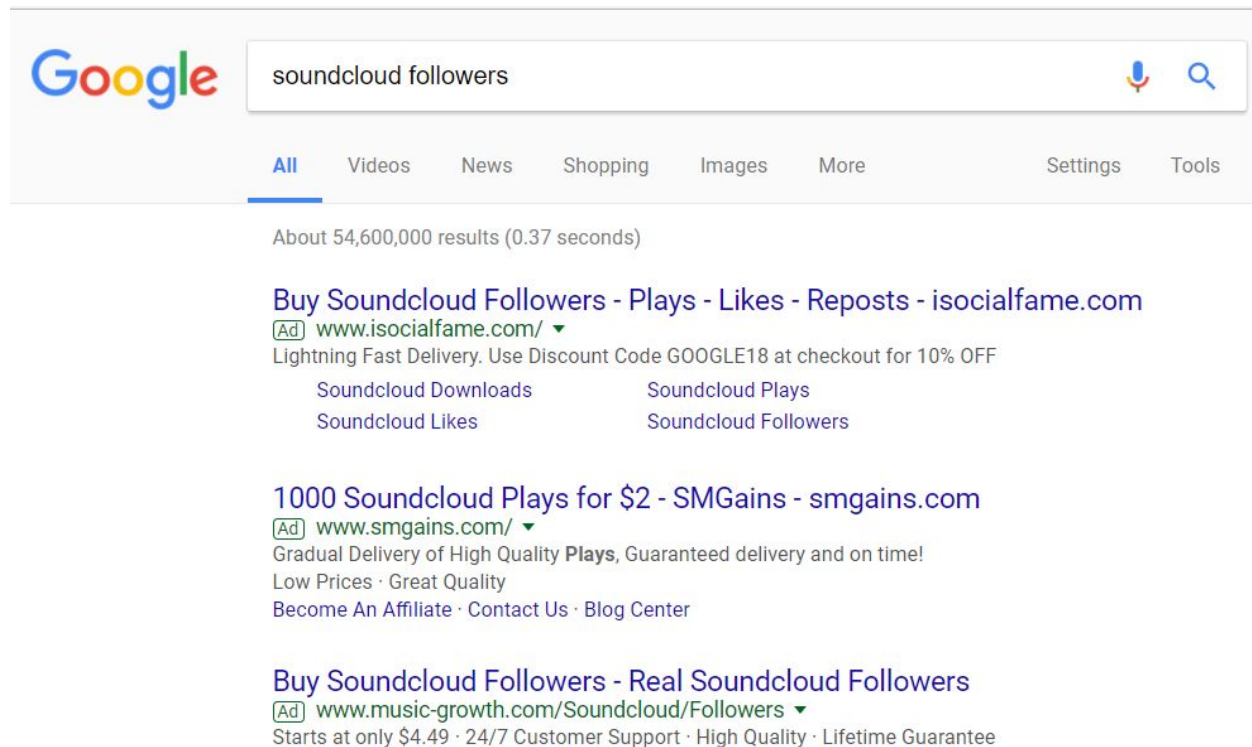 Google soundcloud followers
All Videos News Shopping Images More Settings Tools
About 54,600,000 results (0.37 seconds)
Buy Soundcloud Followers - Plays - Likes - Reposts - isocialfame.com
Ad www.isocialfame.com/
Lightning Fast Delivery. Use Discount Code GOOGLE18 at checkout for 10% OFF
Soundcloud Downloads Soundcloud Plays
Soundcloud Likes Soundcloud Followers
1000 Soundcloud Plays for $2 - SMGains - smgains.com
Ad www.smgains.com/
Gradual Delivery of High Quality Plays, Guaranteed delivery and on time!
Low Prices · Great Quality
Become An Affiliate · Contact Us · Blog Center
Buy Soundcloud Followers - Real Soundcloud Followers
Ad www.music-growth.com/Soundcloud/Followers
Starts at only $4.49 · 24/7 Customer Support · High Quality · Lifetime Guarantee